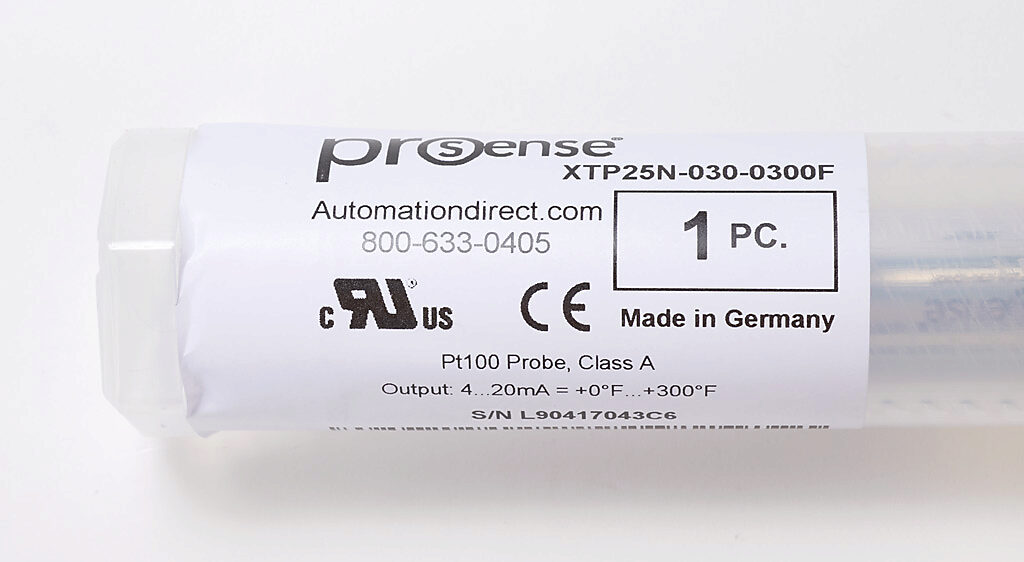 prosense®
XTP25N-030-0300F
Automationdirect.com
800-633-0405
1 PC.
c RU US
CE
Made in Germany
Pt100 Probe, Class A
Output: 4...20mA = +0°F...+300°F
S/N L90417043C6